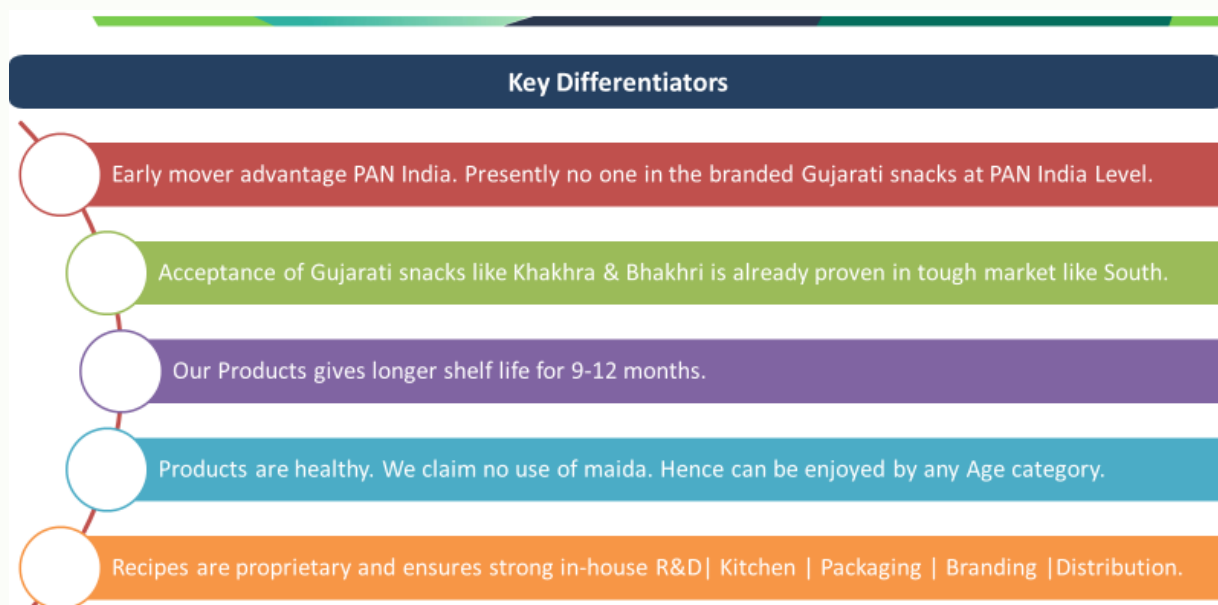 Key Differentiators
Early mover advantage PAN India. Presently no one in the branded Gujarati snacks at PAN India Level.
Acceptance of Gujarati snacks like Khakhra & Bhakhri is already proven in tough market like South.
Our Products gives longer shelf life for 9-12 months.
Products are healthy. We claim no use of maida. Hence can be enjoyed by any Age category.
Recipes are proprietary and ensures strong in-house R&D| Kitchen | Packaging | Branding |Distribution.